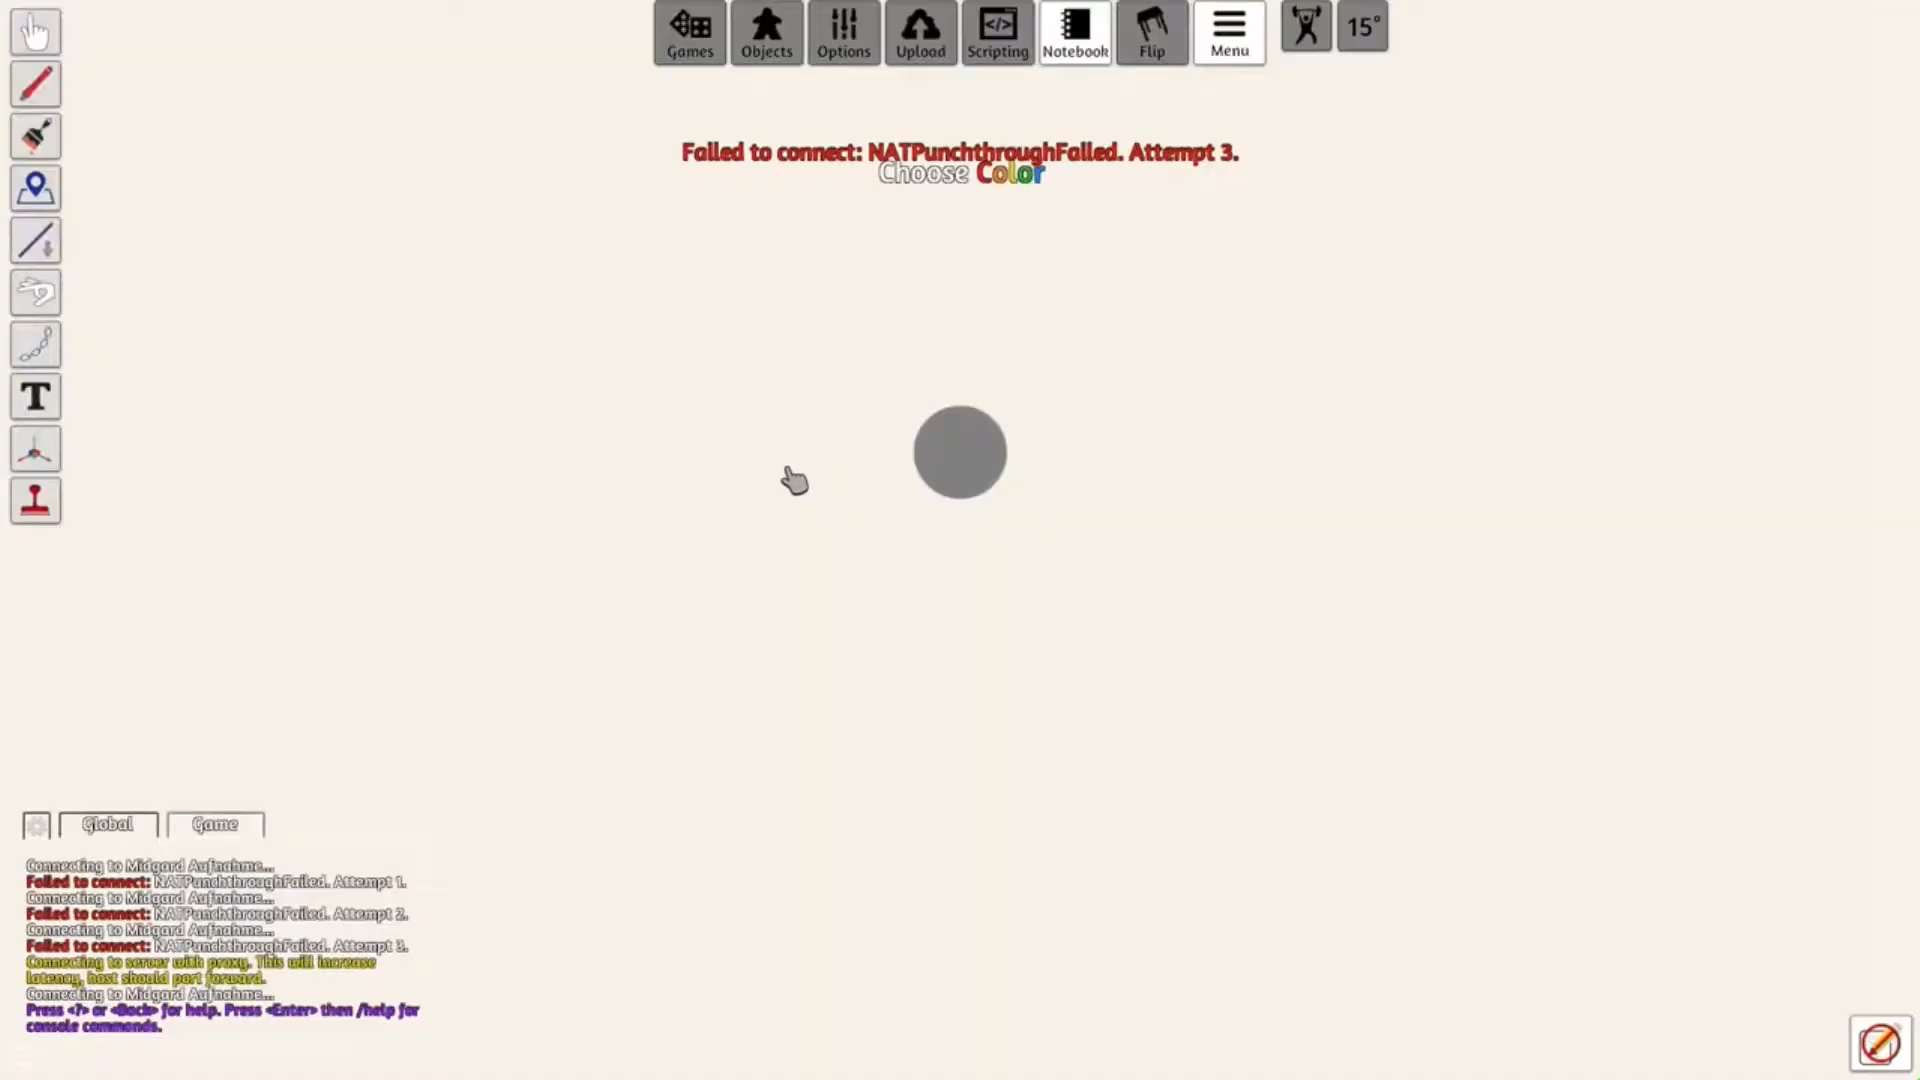 Games
Objects
Options
Upload
Scripting
Notebook
Flip
Menu
15°
Failed to connect: NATPunchthroughFailed. Attempt 3.
Choose Color
T
Global
Game
Connecting to Midgard Aufnahme...
Failed to connect: NATPunchthroughFailed. Attempt 1.
Connecting to Midgard Aufnahme...
Failed to connect: NATPunchthroughFailed. Attempt 2.
Connecting to Midgard Aufnahme...
Failed to connect: NATPunchthroughFailed. Attempt 3.
Connecting to server with proxy. This will increase
latency, host should port forward.
Connecting to Midgard Aufnahme...
Press <?> or <Back> for help. Press <Enter> then /help for
console commands.